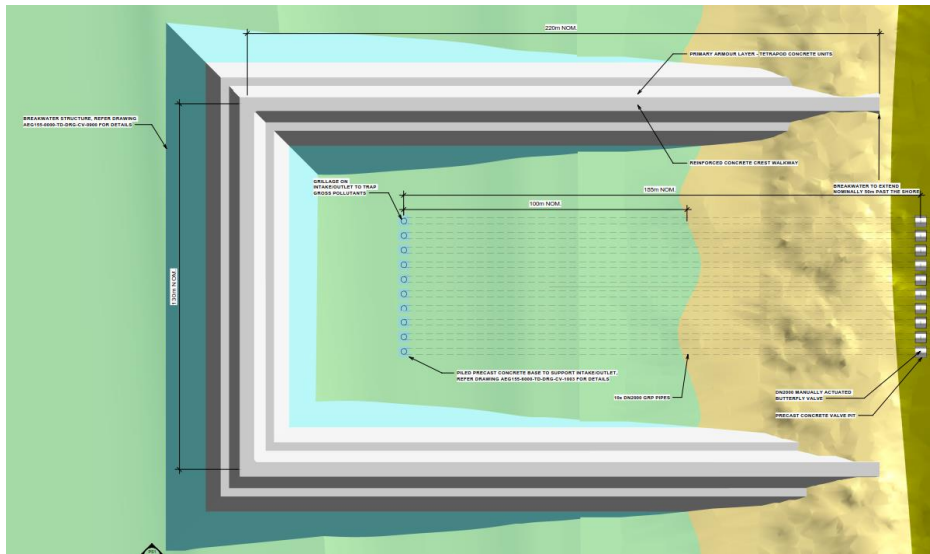 220m NOM.
PRIMARY ARMOUR LAYER - TETRAPOD CONCRETE UNITS
BREAKWATER STRUCTURE, REFER DRAWING
AEG155-0000-TD-DRG-CV-0900 FOR DETAILS
REINFORCED CONCRETE CREST WALKWAY
GRILLAGE ON
INTAKE/OUTLET TO TRAP
GROSS POLLUTANTS
155m NOM.
BREAKWATER TO EXTEND
NOMINALLY 50m PAST THE SHORE
100m NOM.
130m NOM.
PILED PRECAST CONCRETE BASE TO SUPPORT INTAKE/OUTLET.
REFER DRAWING AEG155-0000-TD-DRG-CV-1003 FOR DETAILS
10x DN2000 GRP PIPES
DN2000 MANUALLY ACTUATED
BUTTERFLY VALVE
PRECAST CONCRETE VALVE PIT